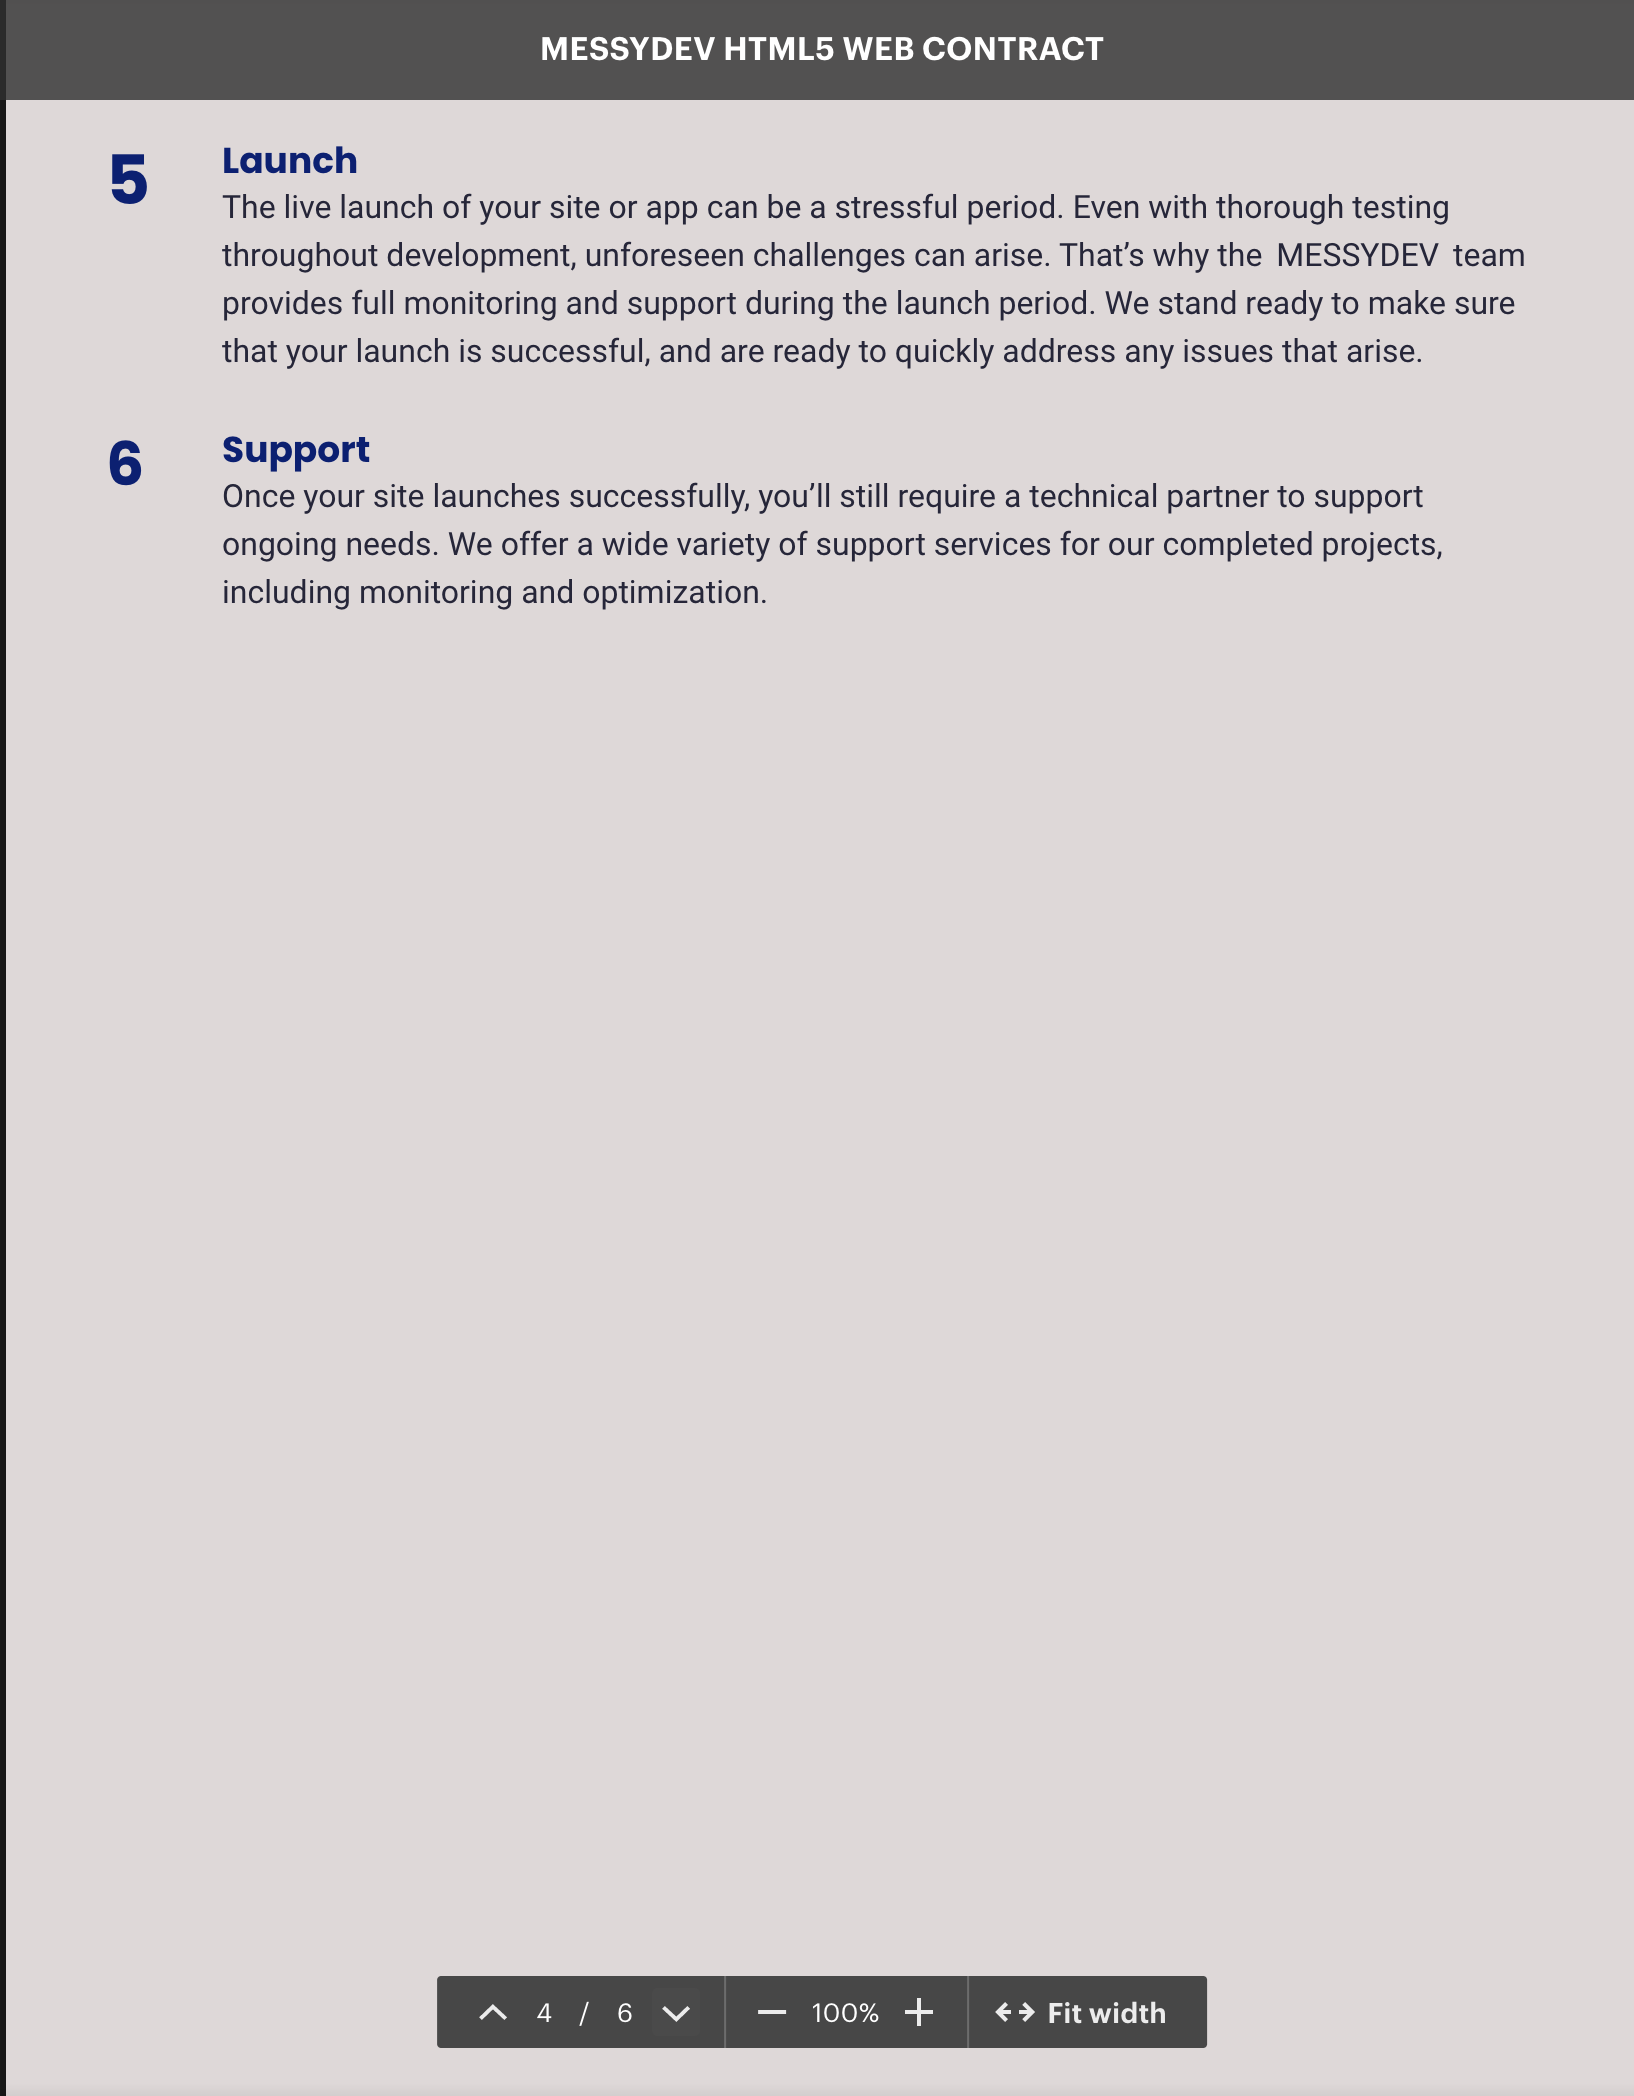 MESSYDEV HTML5 WEB CONTRACT
5
Launch
The live launch of your site or app can be a stressful period. Even with thorough testing
throughout development, unforeseen challenges can arise. That’s why the  MESSYDEV  team
provides full monitoring and support during the launch period. We stand ready to make sure
that your launch is successful, and are ready to quickly address any issues that arise.
6
Support
Once your site launches successfully, you’ll still require a technical partner to support
ongoing needs. We offer a wide variety of support services for our completed projects,
including monitoring and optimization.
4 / 6 100% Fit width